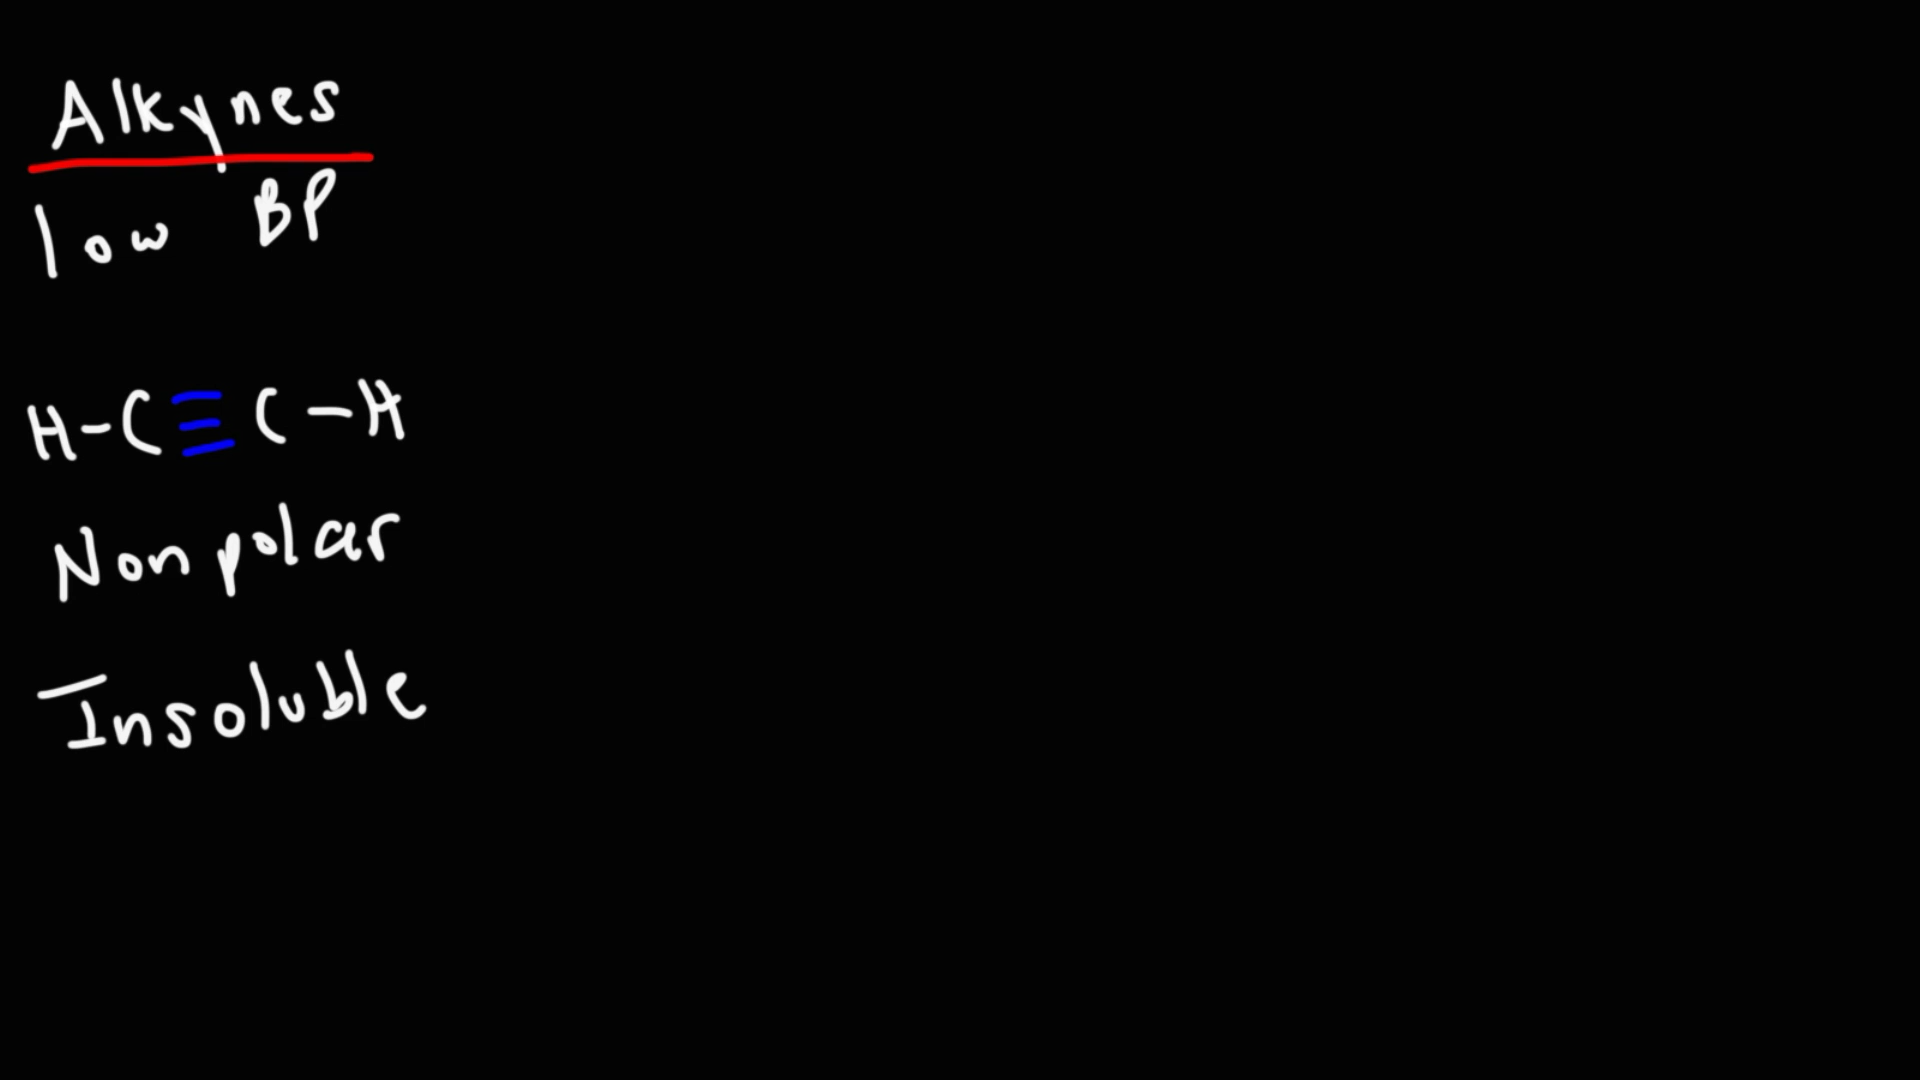 Alkynes
low BP
H-C≡C-H
Nonpolar
Insoluble